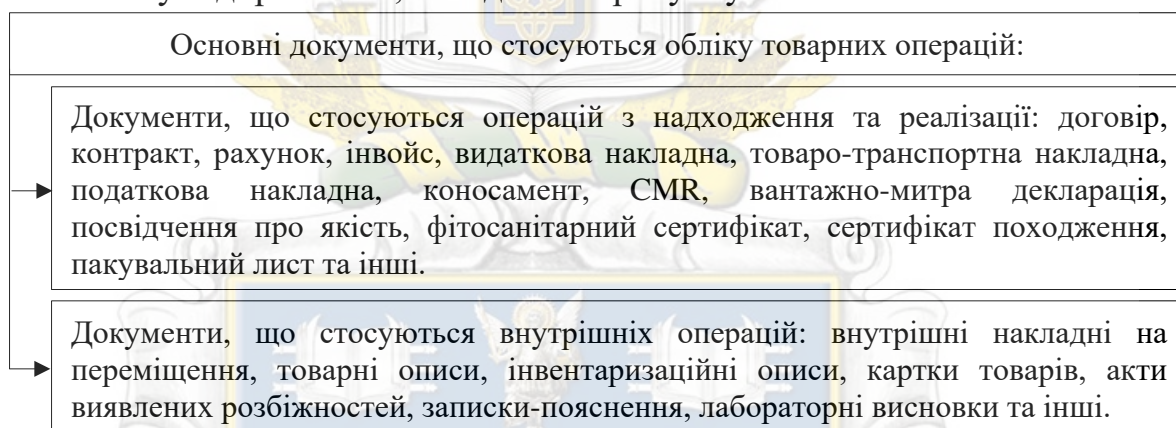 Основні документи, що стосуються обліку товарних операцій:
Документи, що стосуються операцій з надходження та реалізації: договір,
контракт, рахунок, інвойс, видаткова накладна, товаро-транспортна накладна,
податкова накладна, коносамент, CMR, вантажно-митра декларація,
посвідчення про якість, фітосанітарний сертифікат, сертифікат походження,
пакувальний лист та інші.
Документи, що стосуються внутрішніх операцій: внутрішні накладні на
переміщення, товарні описи, інвентаризаційні описи, картки товарів, акти
виявлених розбіжностей, записки-пояснення, лабораторні висновки та інші.